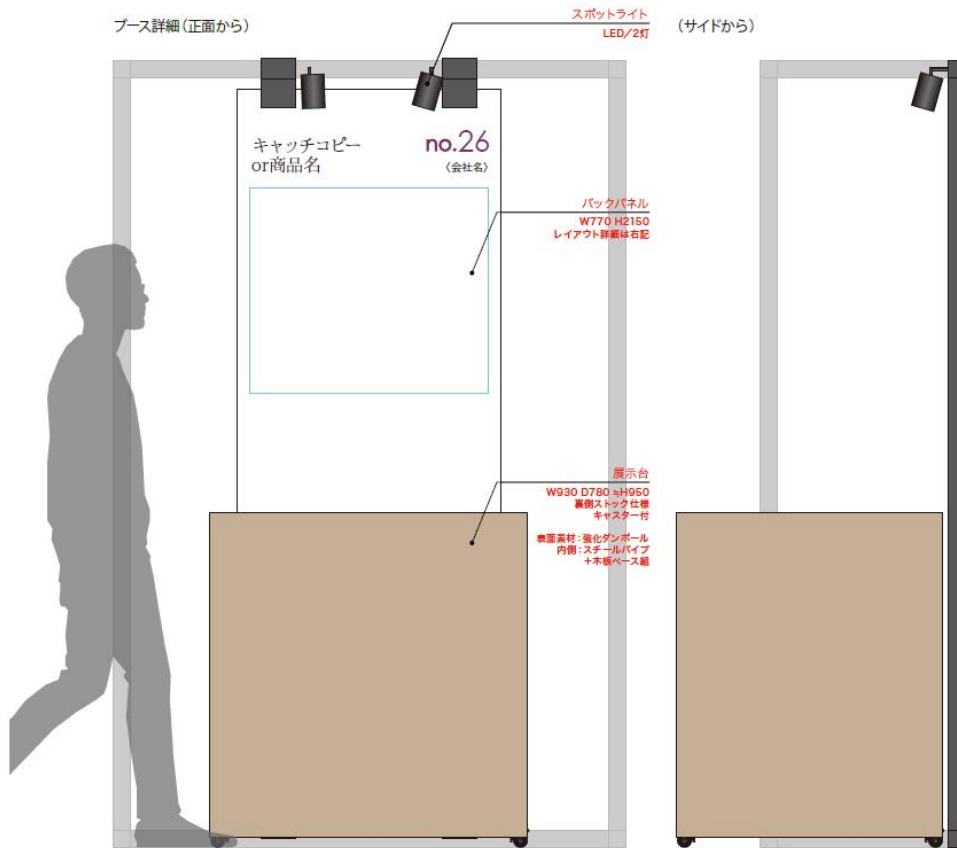 ブース詳細(正面から)
スポットライト
LED/2灯
(サイドから)
キャッチコピー
or商品名
no.26
〈会社名〉
バックパネル
W770 H2150
レイアウト詳細は右記
展示台
W930 D780 ≒H950
裏側ストック仕様
キャスター付
表面素材:強化ダンボール
内側:スチールパイプ
+木板ベース組